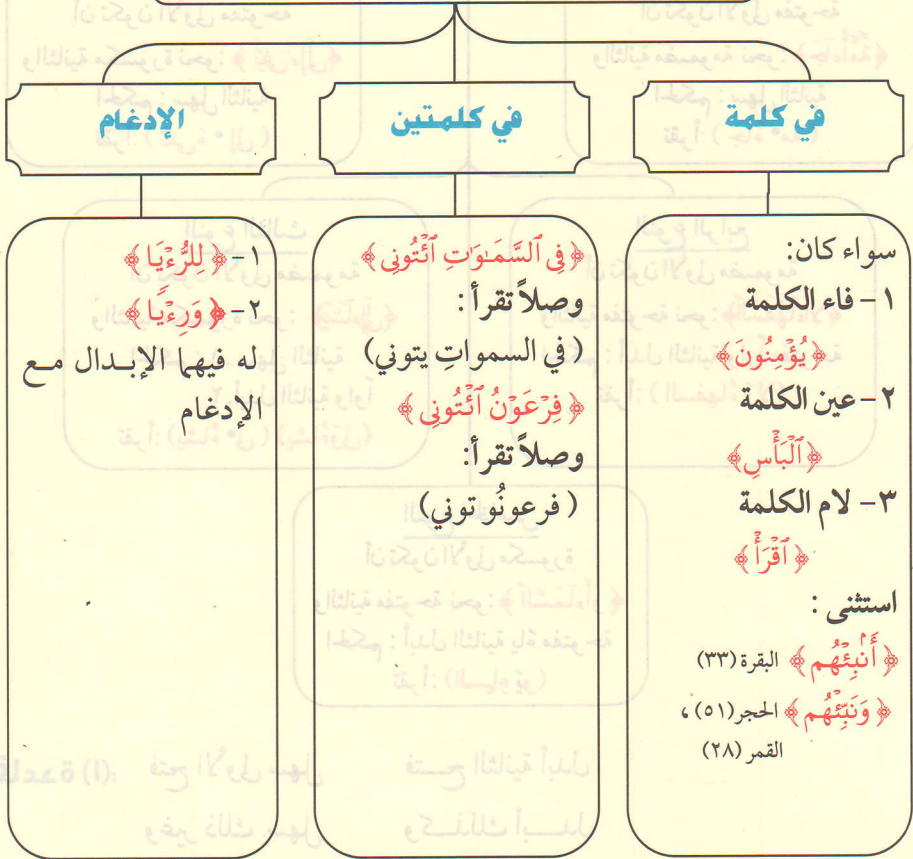 في كلمة
في كلمتين
الإدغام
سواء كان:
١- فاء الكلمة
﴿يُؤْمِنُونَ﴾
٢- عين الكلمة
﴿ٱلْبَأْسِ﴾
٣- لام الكلمة
﴿ٱقْرَأْ﴾
استثنى :
﴿أَنۢبِئْهُم﴾ البقرة (٣٣)
﴿وَنَبِّئْهُم﴾ الحجر (٥١) ،
القمر (٢٨)
﴿فِى ٱلسَّمَـٰوَٰتِ ٱئْتُونِى﴾
وصلاً تقرأ :
(في السمواتِ يتوني)
﴿فِرْعَوْنُ ٱئْتُونِى﴾
وصلاً تقرأ:
(فرعونُو توني)
١- ﴿لِلرُّءْيَا﴾
٢- ﴿وَرِءْيًا﴾
له فيهما الإبـدال مـع
الإدغام